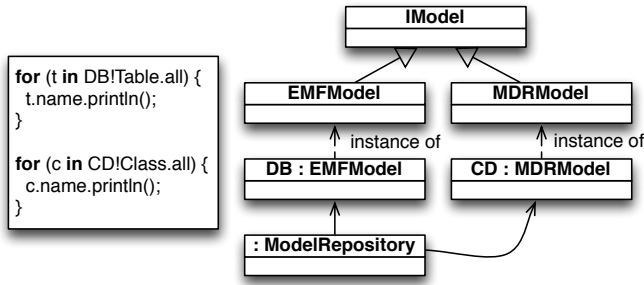 for (t in DB!Table.all) {
t.name.println();
}
for (c in CD!Class.all) {
c.name.println();
}
IModel
EMFModel
MDRModel
instance of
instance of
DB : EMFModel
CD : MDRModel
: ModelRepository